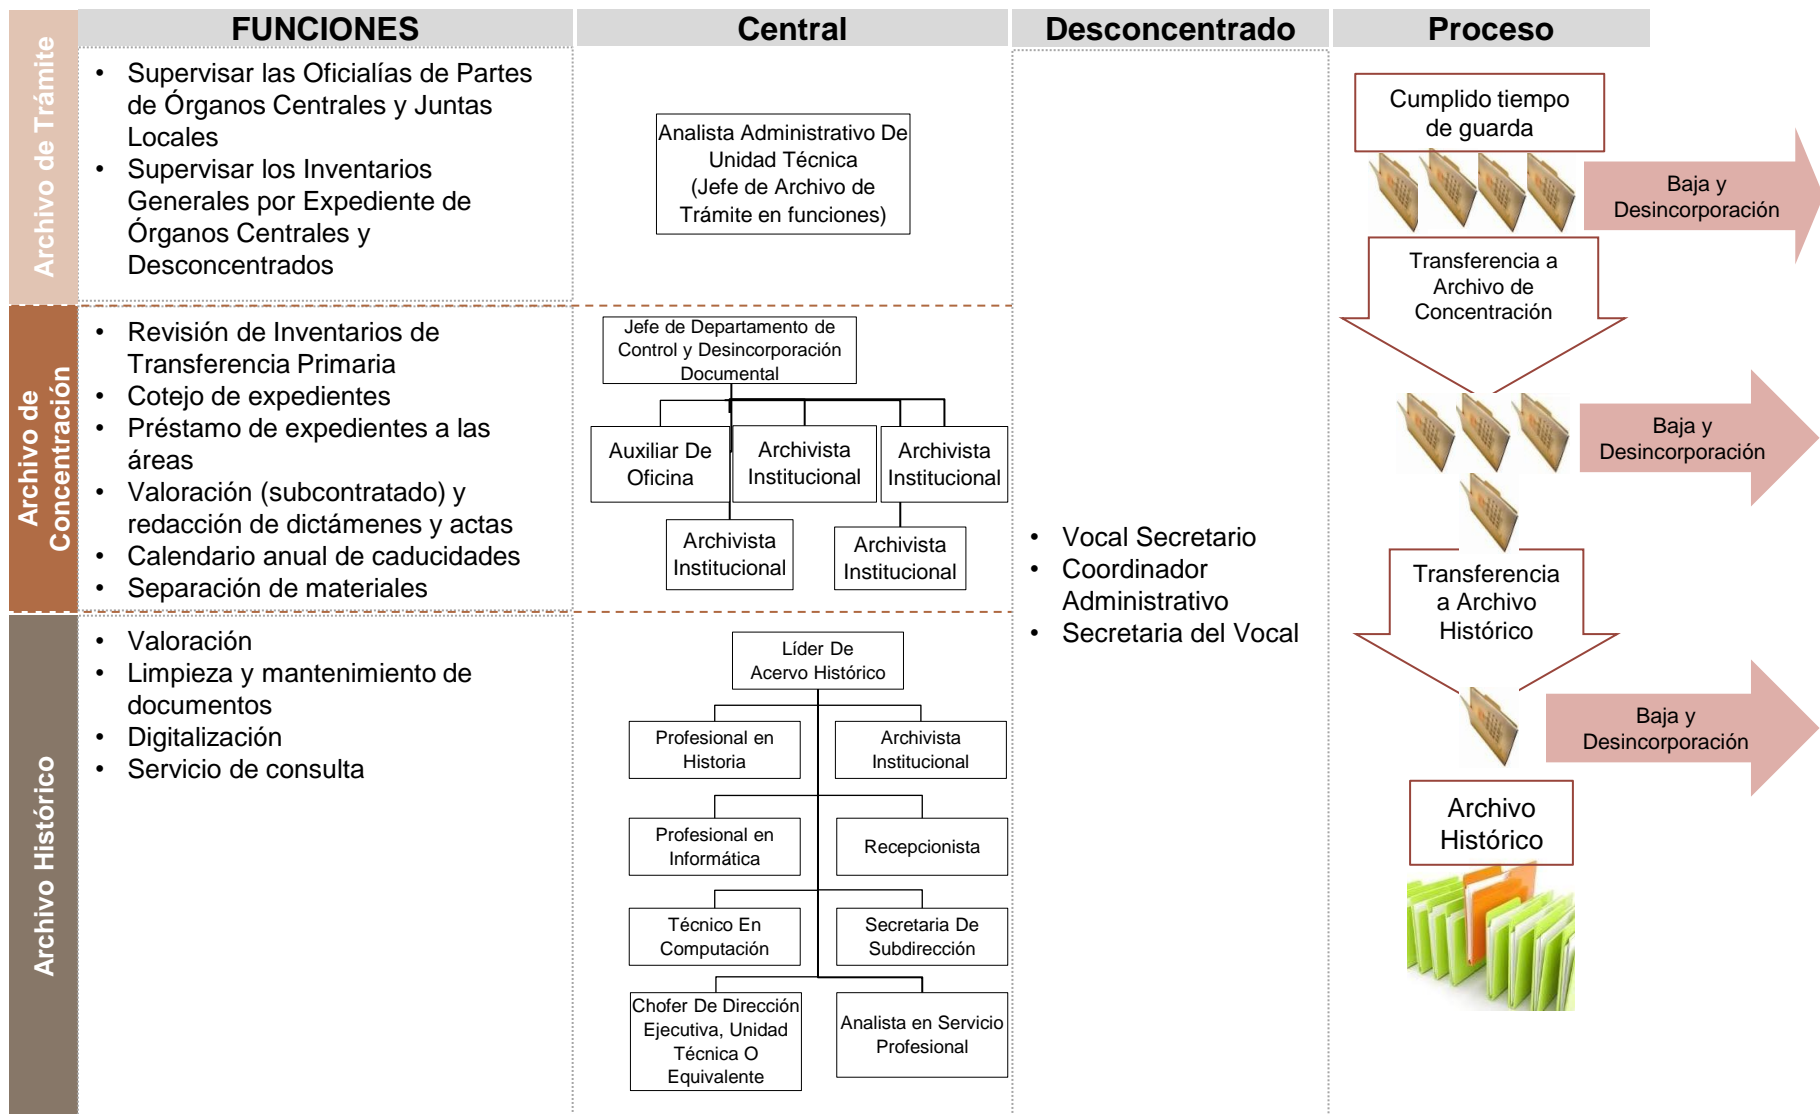 FUNCIONES
Central
Desconcentrado
Proceso
Archivo de Trámite
• Supervisar las Oficialías de Partes
de Órganos Centrales y Juntas
Locales
• Supervisar los Inventarios
Generales por Expediente de
Órganos Centrales y
Desconcentrados
Analista Administrativo De
Unidad Técnica
(Jefe de Archivo de
Trámite en funciones)
Archivo de
Concentración
• Revisión de Inventarios de
Transferencia Primaria
• Cotejo de expedientes
• Préstamo de expedientes a las
áreas
• Valoración (subcontratado) y
redacción de dictámenes y actas
• Calendario anual de caducidades
• Separación de materiales
Jefe de Departamento de
Control y Desincorporación
Documental
Auxiliar De
Oficina
Archivista
Institucional
Archivista
Institucional
Archivista
Institucional
Archivista
Institucional
Archivo Histórico
• Valoración
• Limpieza y mantenimiento de
documentos
• Digitalización
• Servicio de consulta
Líder De
Acervo Histórico
Profesional en
Historia
Archivista
Institucional
Profesional en
Informática
Recepcionista
Técnico En
Computación
Secretaria De
Subdirección
Chofer De Dirección
Ejecutiva, Unidad
Técnica O
Equivalente
Analista en Servicio
Profesional
• Vocal Secretario
• Coordinador
Administrativo
• Secretaria del Vocal
Cumplido tiempo
de guarda
Baja y
Desincorporación
Transferencia a
Archivo de
Concentración
Baja y
Desincorporación
Transferencia
a Archivo
Histórico
Baja y
Desincorporación
Archivo
Histórico